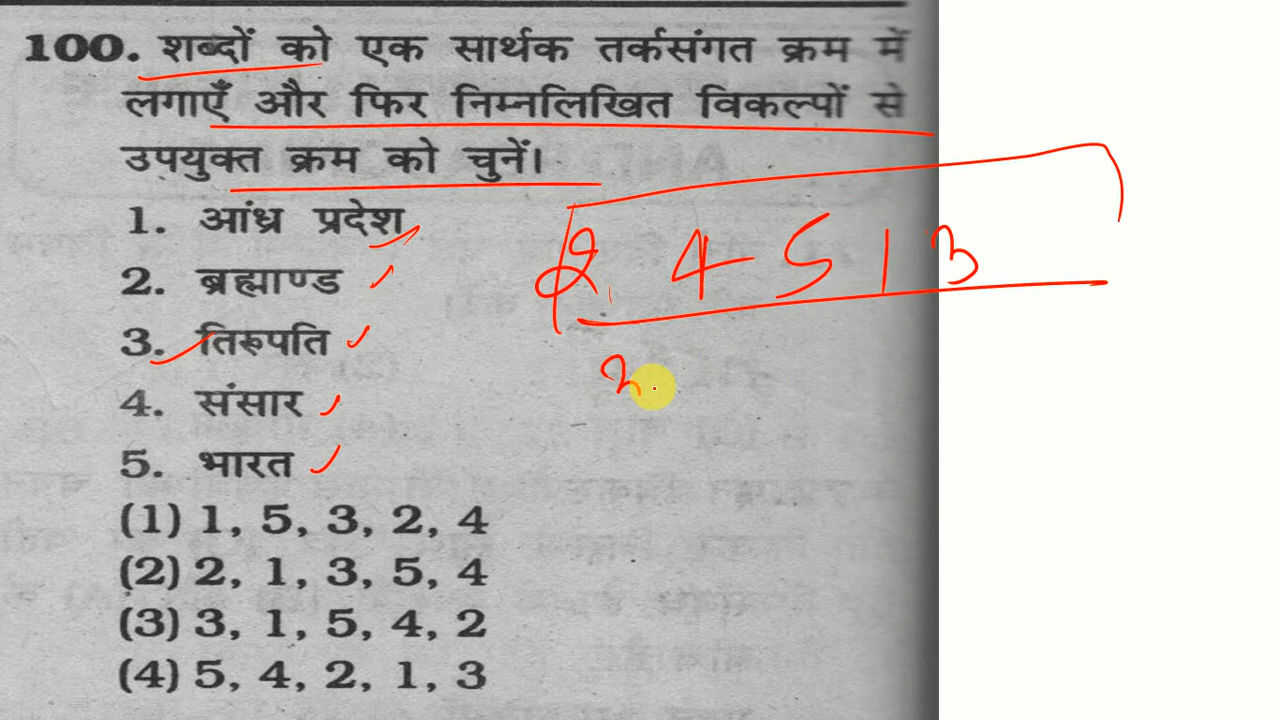 100. शब्दों को एक सार्थक तर्कसंगत क्रम में
लगाएँ और फिर निम्नलिखित विकल्पों से
उपयुक्त क्रम को चुनें।
1. आंध्र प्रदेश
2. ब्रह्माण्ड
3. तिरुपति
4. संसार
5. भारत
2 4 5 1 3
3
(1) 1, 5, 3, 2, 4
(2) 2, 1, 3, 5, 4
(3) 3, 1, 5, 4, 2
(4) 5, 4, 2, 1, 3